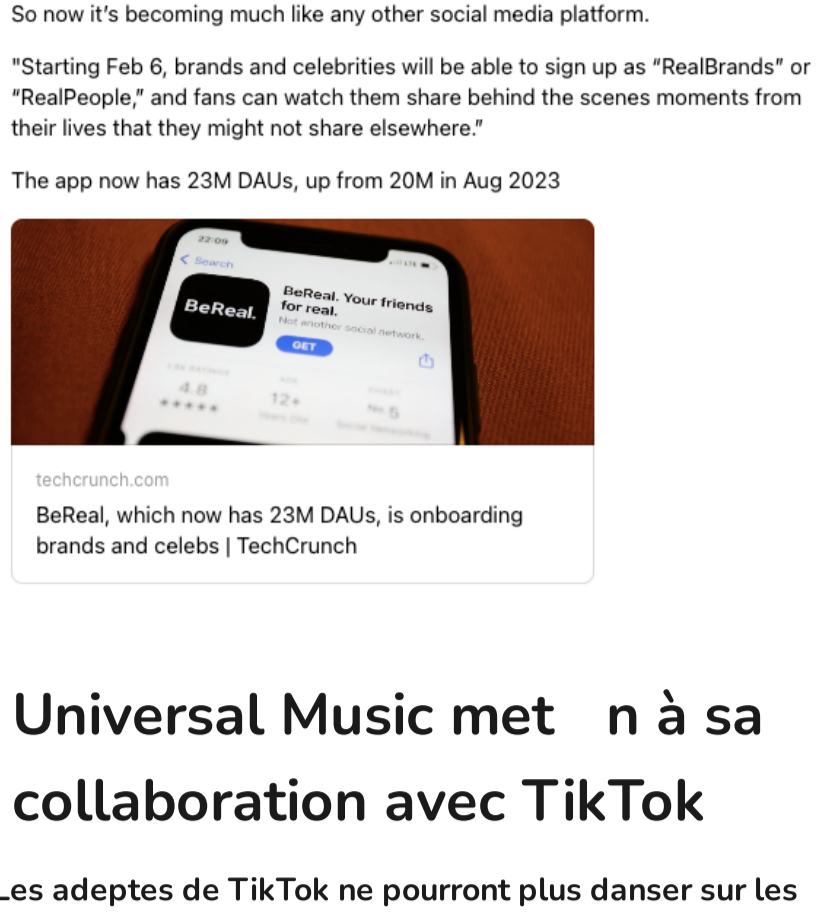 So now it's becoming much like any other social media platform.
"Starting Feb 6, brands and celebrities will be able to sign up as “RealBrands” or
“RealPeople,” and fans can watch them share behind the scenes moments from
their lives that they might not share elsewhere.”
The app now has 23M DAUs, up from 20M in Aug 2023
22:09
Search
BeReal.
BeReal. Your friends
for real.
Not another social network.
GET
4.8
12+
No 5
Years Old
Social Networking
techcrunch.com
BeReal, which now has 23M DAUs, is onboarding
brands and celebs | TechCrunch
Universal Music met n à sa
collaboration avec TikTok
Les adeptes de TikTok ne pourront plus danser sur les